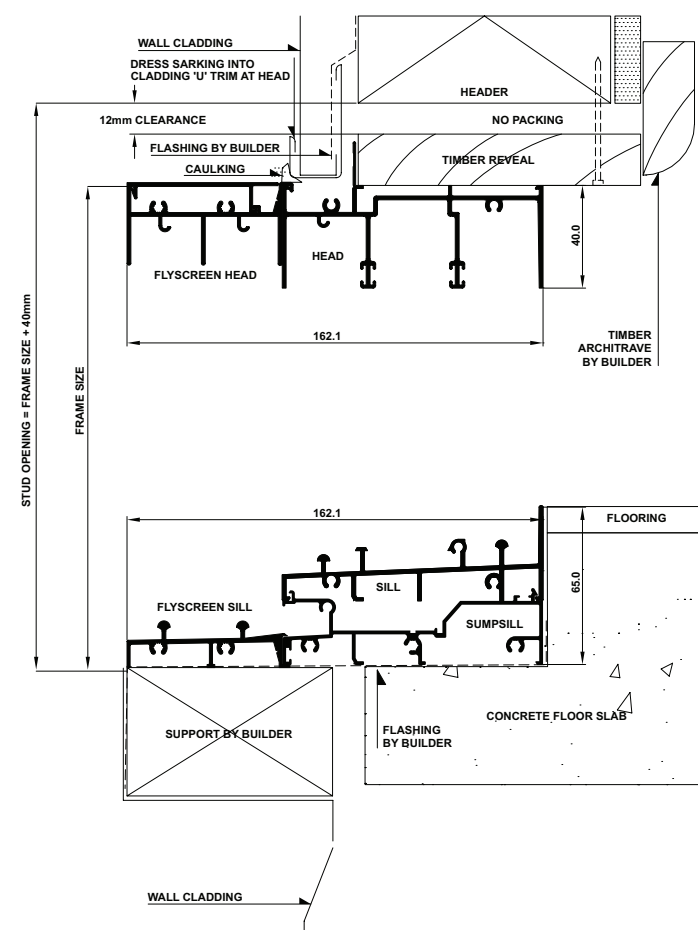 WALL CLADDING
DRESS SARKING INTO
CLADDING 'U' TRIM AT HEAD
HEADER
12mm CLEARANCE
NO PACKING
FLASHING BY BUILDER
TIMBER REVEAL
CAULKING
HEAD
FLYSCREEN HEAD
40.0
162.1
TIMBER
ARCHITRAVE
BY BUILDER
STUD OPENING = FRAME SIZE + 40mm
FRAME SIZE
162.1
FLOORING
SILL
65.0
FLYSCREEN SILL
SUMPSILL
CONCRETE FLOOR SLAB
SUPPORT BY BUILDER
FLASHING
BY BUILDER
WALL CLADDING